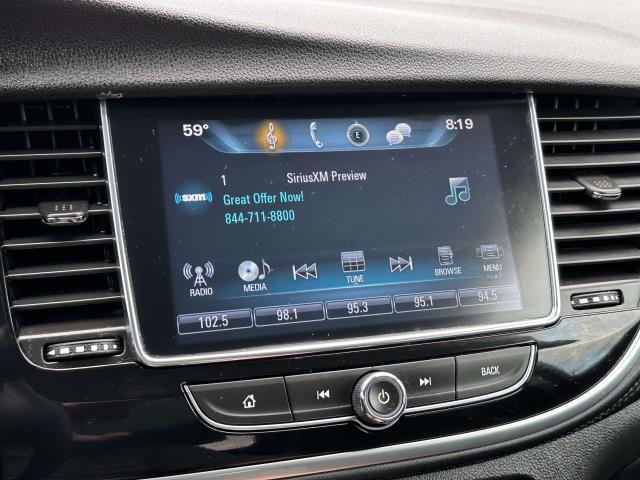 59° E 8:19
1 SiriusXM Preview
((sxm))
Great Offer Now!
844-711-8800
RADIO MEDIA TUNE BROWSE MENU
102.5 98.1 95.3 95.1 94.5
BACK